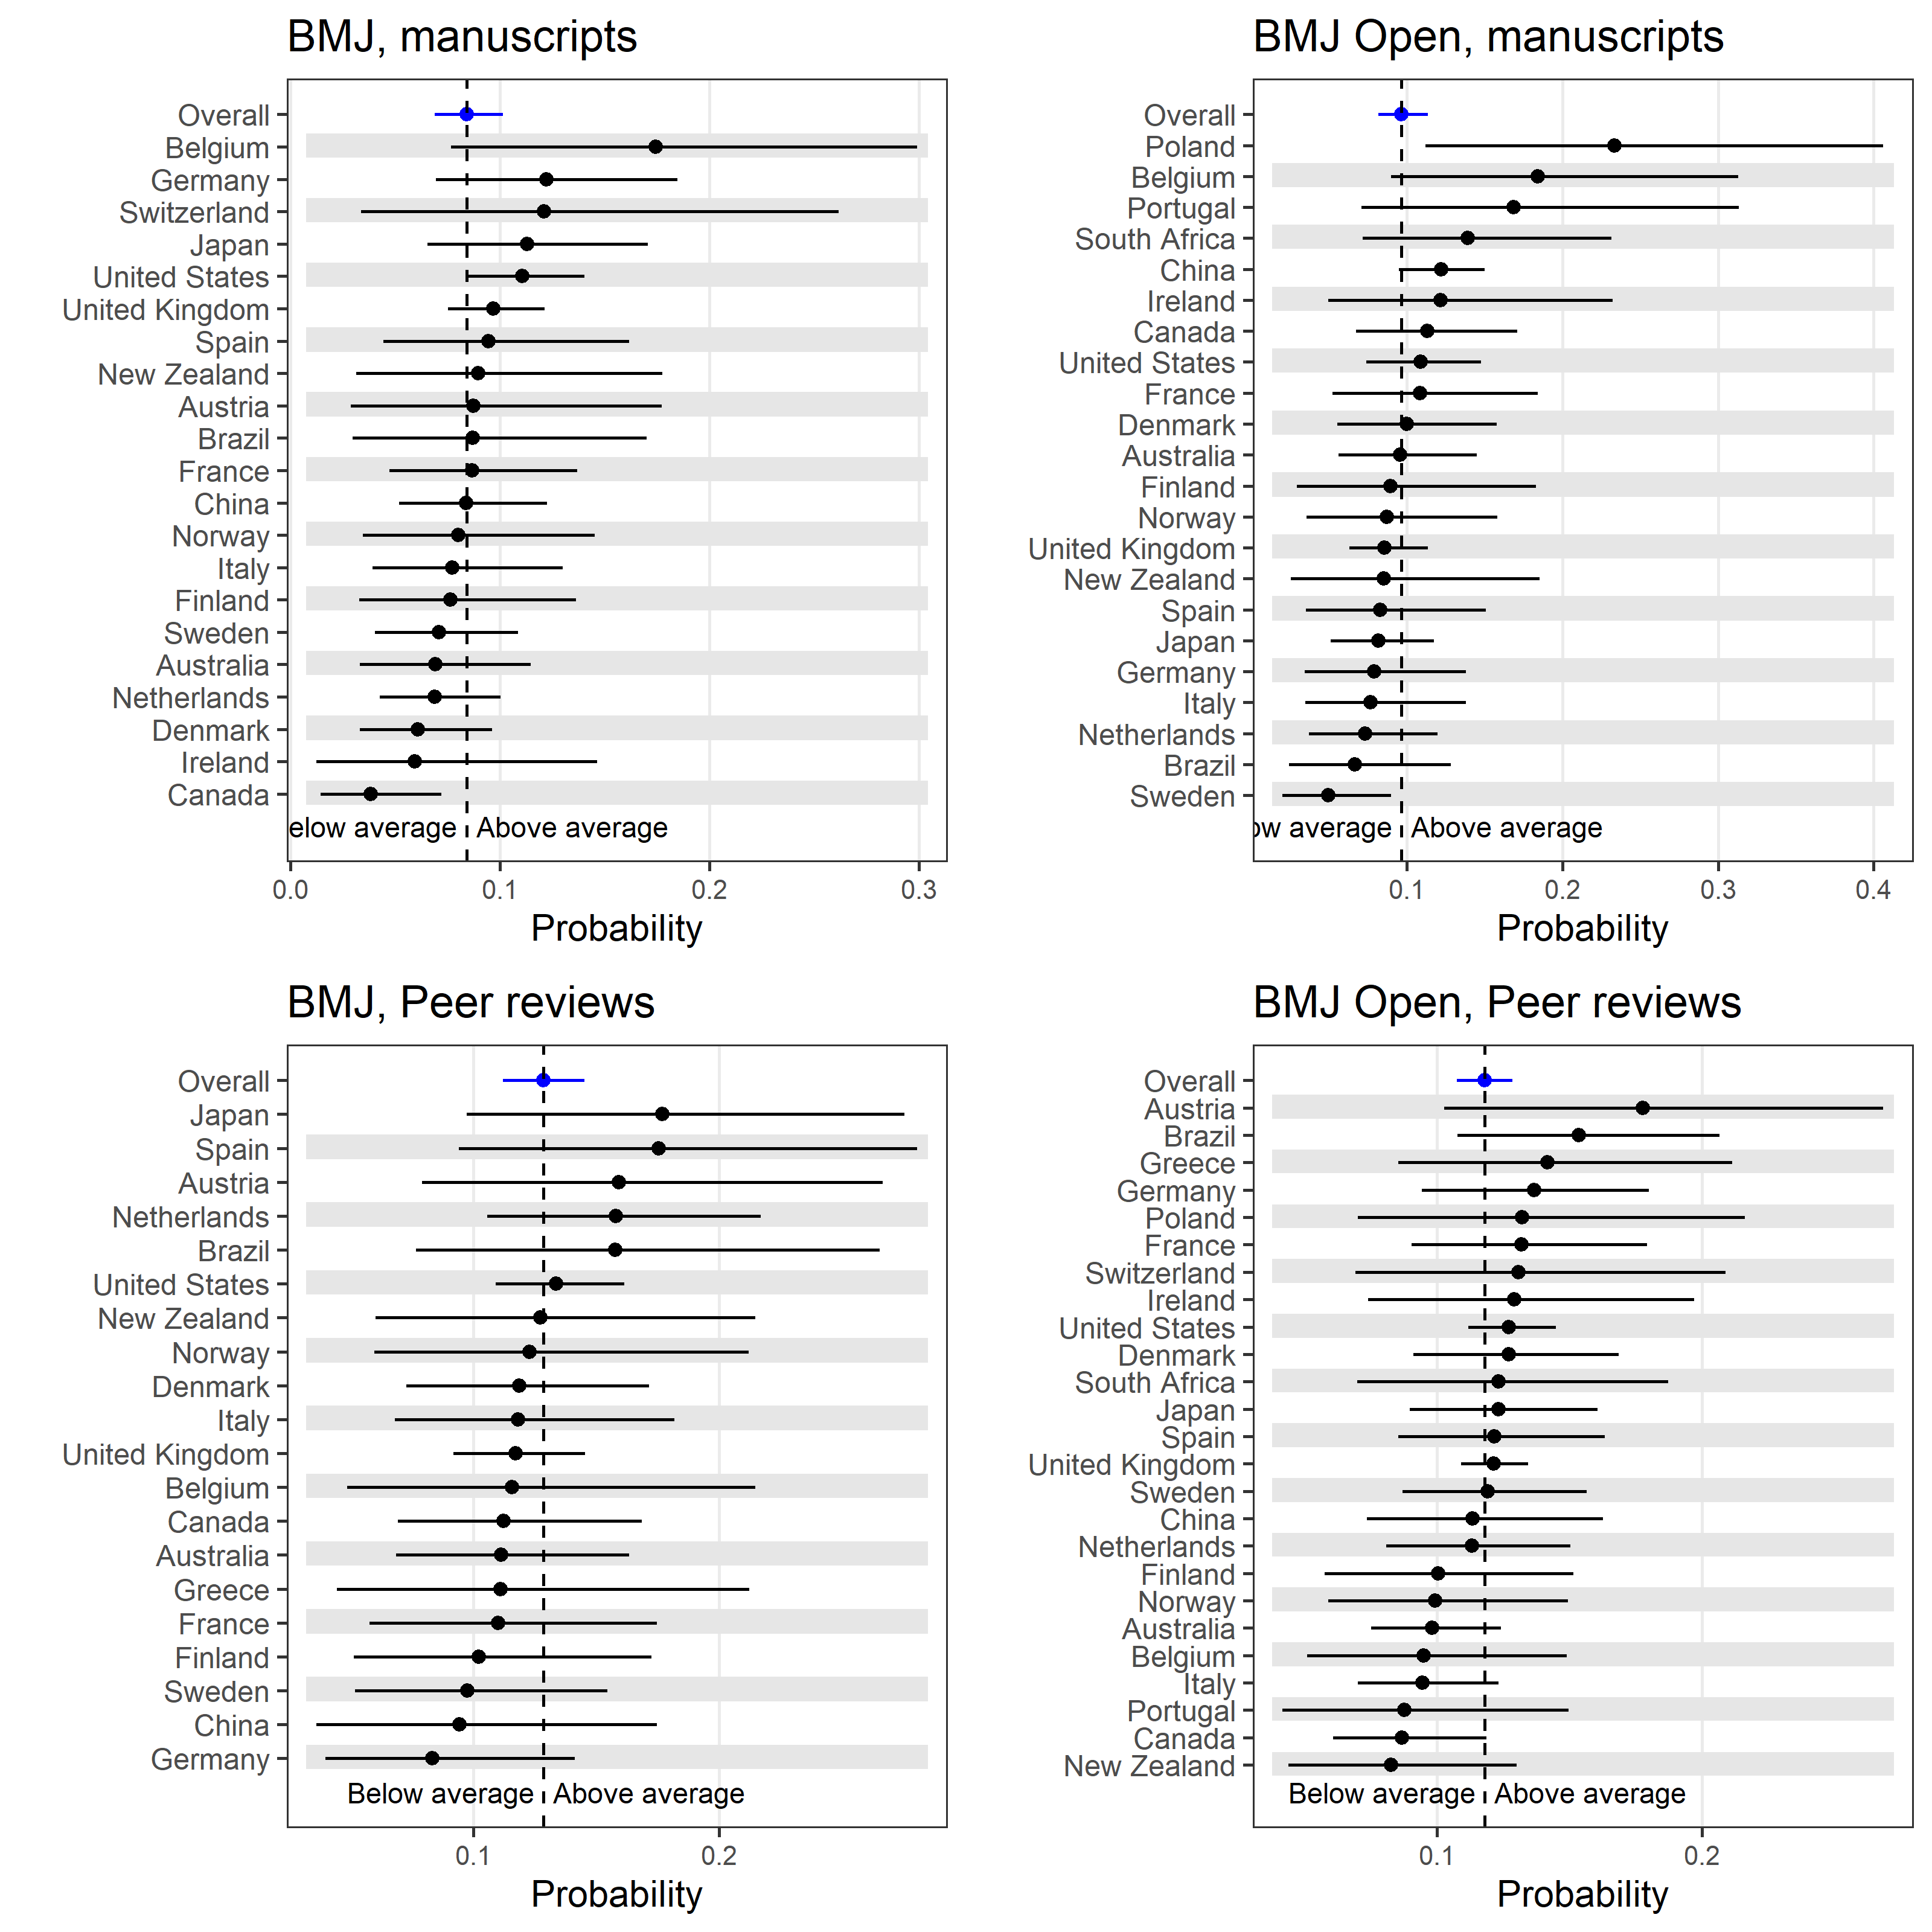 BMJ, manuscripts
Overall
Belgium
Germany
Switzerland
Japan
United States
United Kingdom
Spain
New Zealand
Austria
Brazil
France
China
Norway
Italy
Finland
Sweden
Australia
Netherlands
Denmark
Ireland
Canada
elow average Above average
0.0 0.1 0.2 0.3
Probability
BMJ Open, manuscripts
Overall
Poland
Belgium
Portugal
South Africa
China
Ireland
Canada
United States
France
Denmark
Australia
Finland
Norway
United Kingdom
New Zealand
Spain
Japan
Germany
Italy
Netherlands
Brazil
Sweden
ow average Above average
0.1 0.2 0.3 0.4
Probability
BMJ, Peer reviews
Overall
Japan
Spain
Austria
Netherlands
Brazil
United States
New Zealand
Norway
Denmark
Italy
United Kingdom
Belgium
Canada
Australia
Greece
France
Finland
Sweden
China
Germany
Below average Above average
0.1 0.2
Probability
BMJ Open, Peer reviews
Overall
Austria
Brazil
Greece
Germany
Poland
France
Switzerland
Ireland
United States
Denmark
South Africa
Japan
Spain
United Kingdom
Sweden
China
Netherlands
Finland
Norway
Australia
Belgium
Italy
Portugal
Canada
New Zealand
Below average Above average
0.1 0.2
Probability